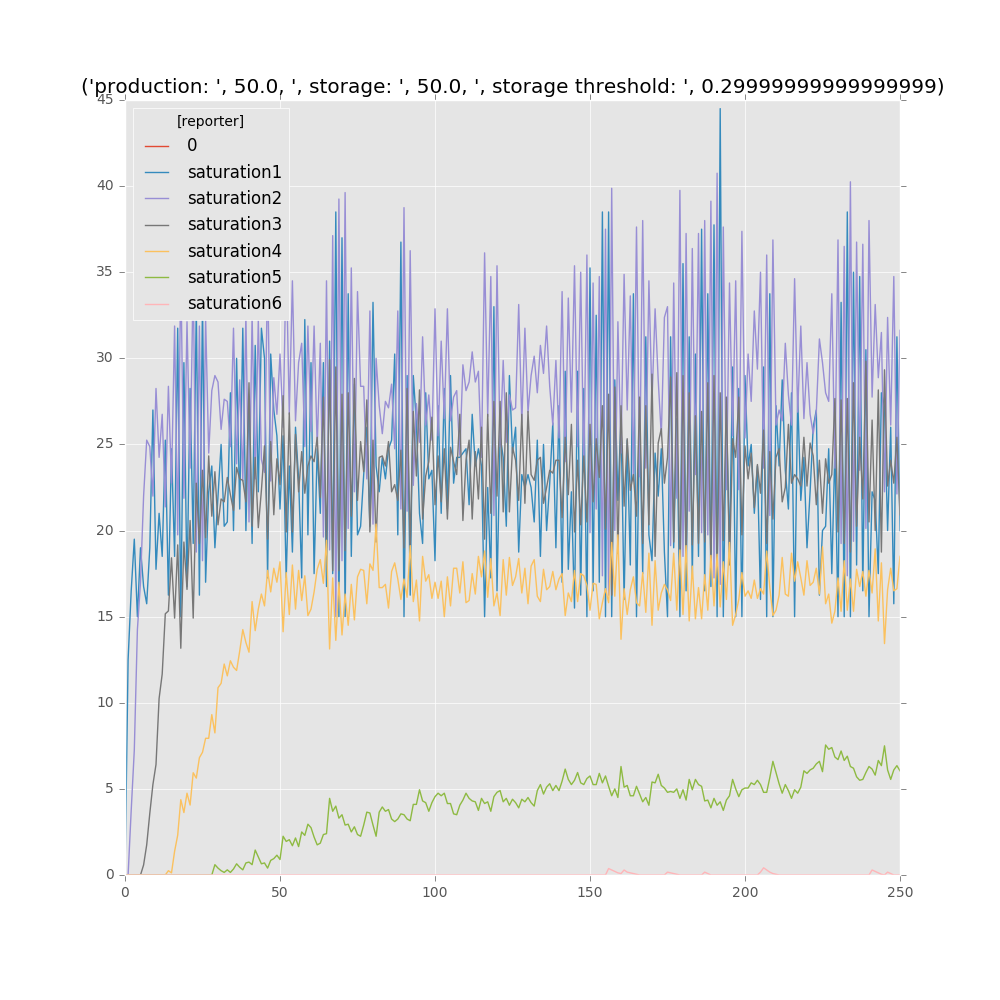 ('production: ', 50.0, ', storage: ', 50.0, ', storage threshold: ', 0.29999999999999999)
45
40
35
30
25
20
15
10
5
0
[reporter]
0
saturation1
saturation2
saturation3
saturation4
saturation5
saturation6
0 50 100 150 200 250